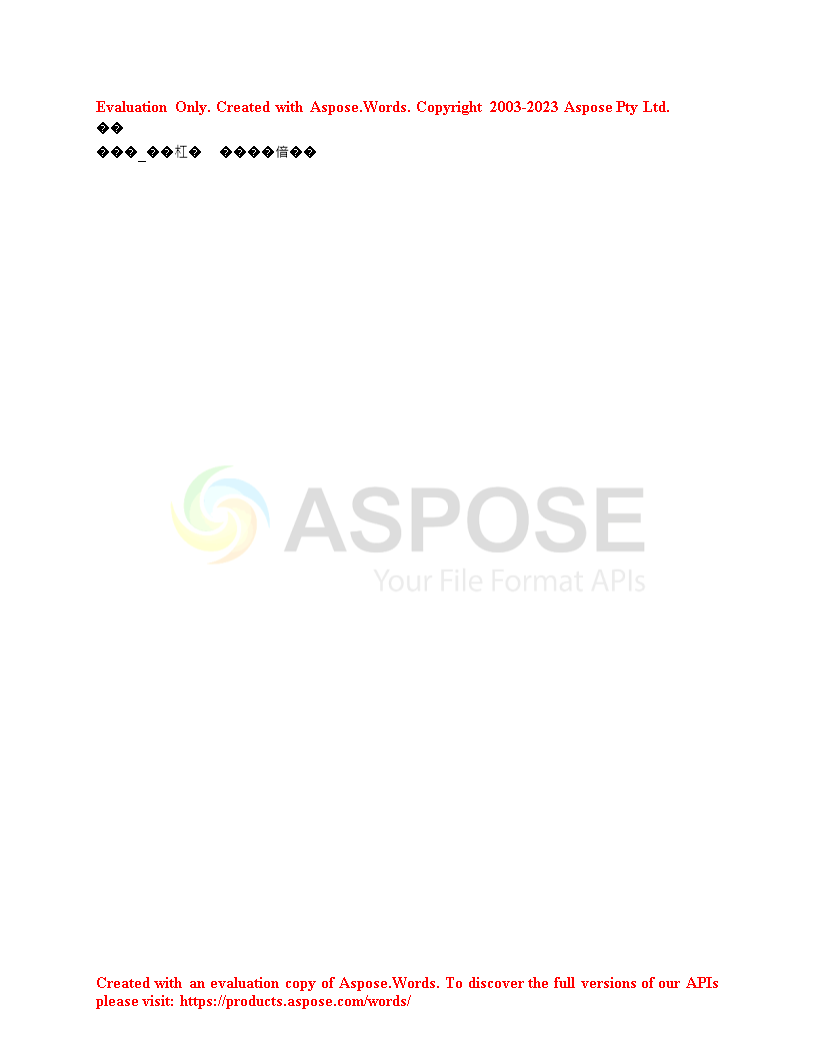 Evaluation Only. Created with Aspose.Words. Copyright 2003-2023 Aspose Pty Ltd.
��
���_��杠� ����偣��
ASPOSE
Your File Format APIs
Created with an evaluation copy of Aspose.Words. To discover the full versions of our APIs
please visit: https://products.aspose.com/words/